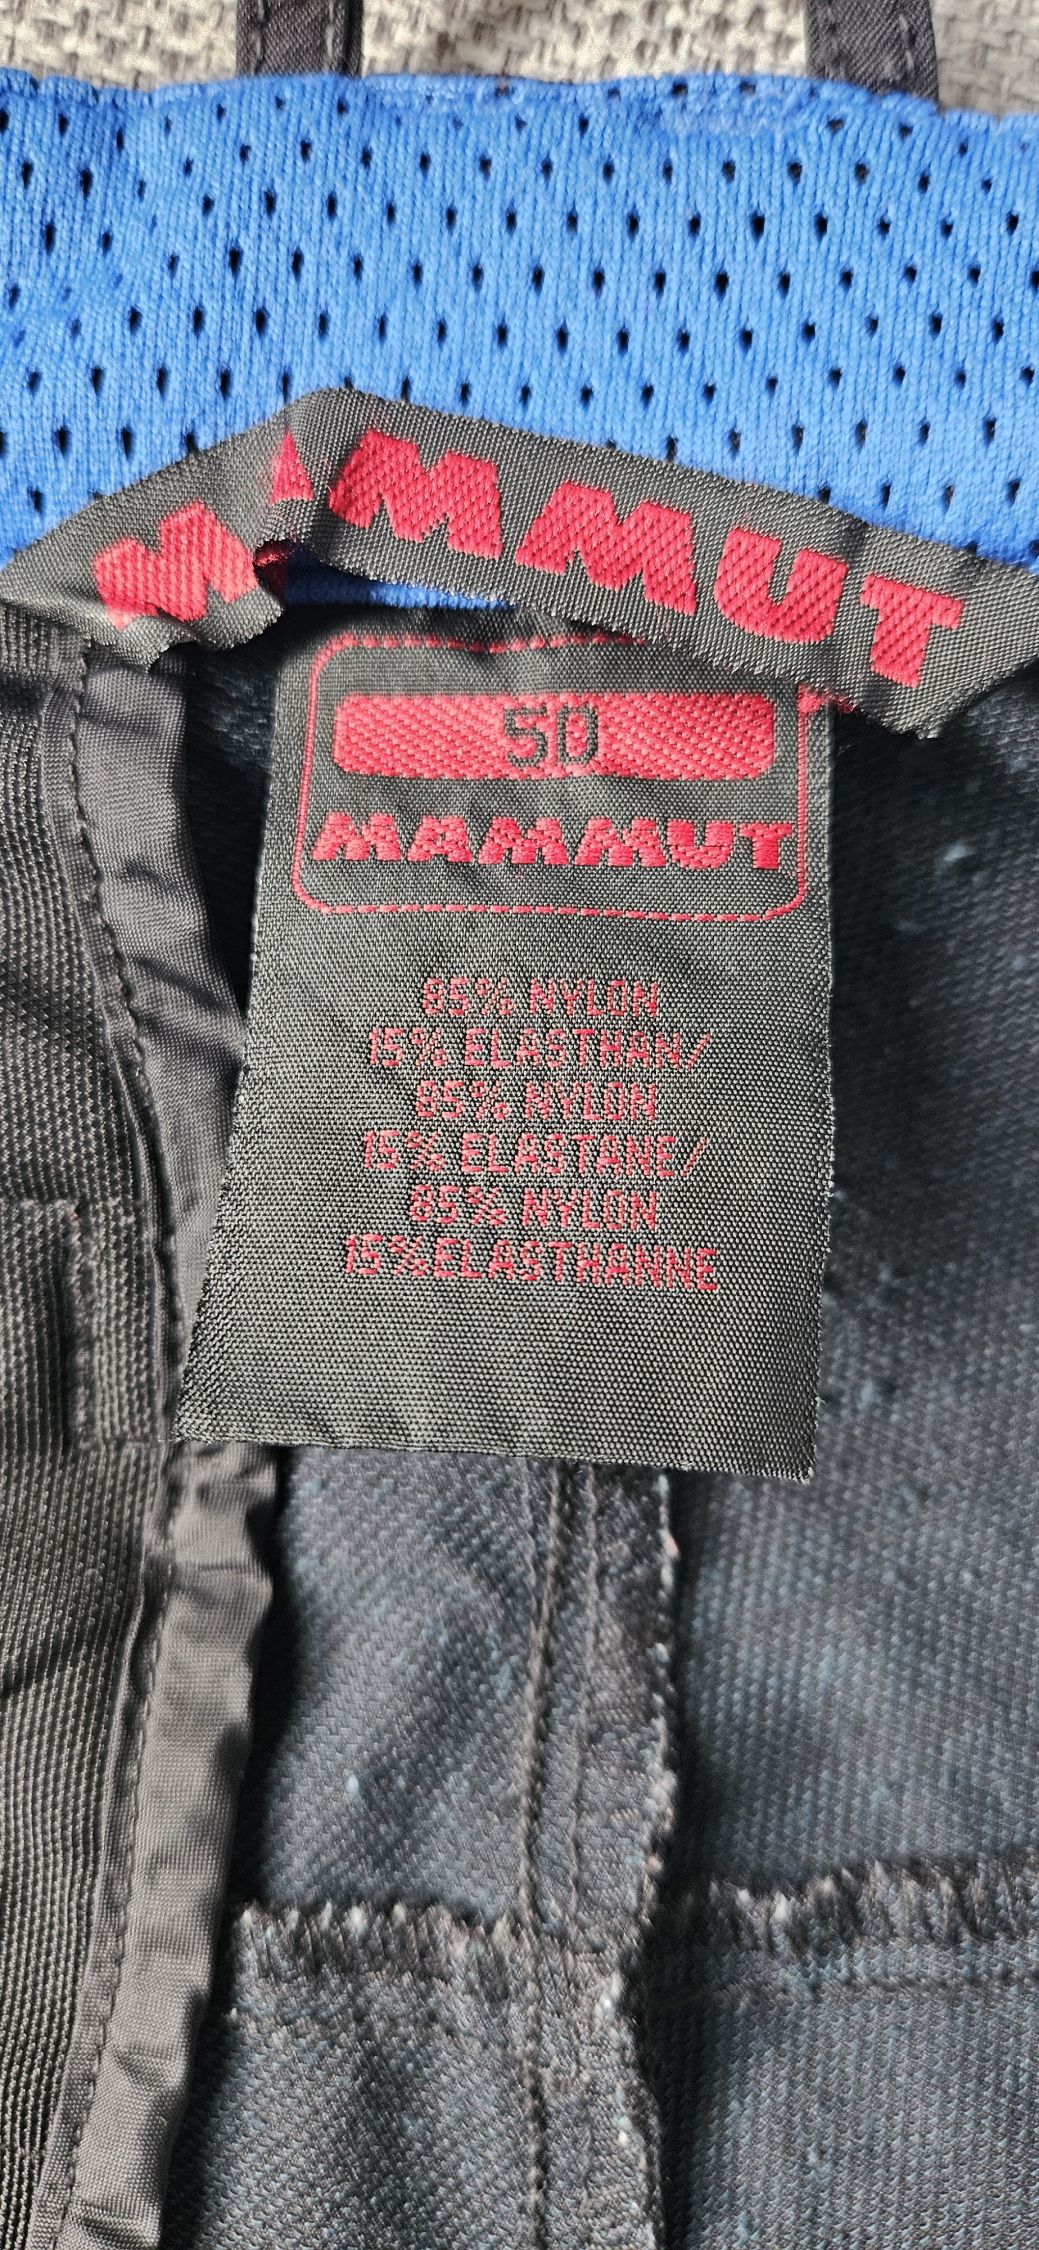 MAMMUT
50
MAMMUT
85% NYLON
15% ELASTHAN/
85% NYLON
15% ELASTANE/
85% NYLON
15%ELASTHANNE